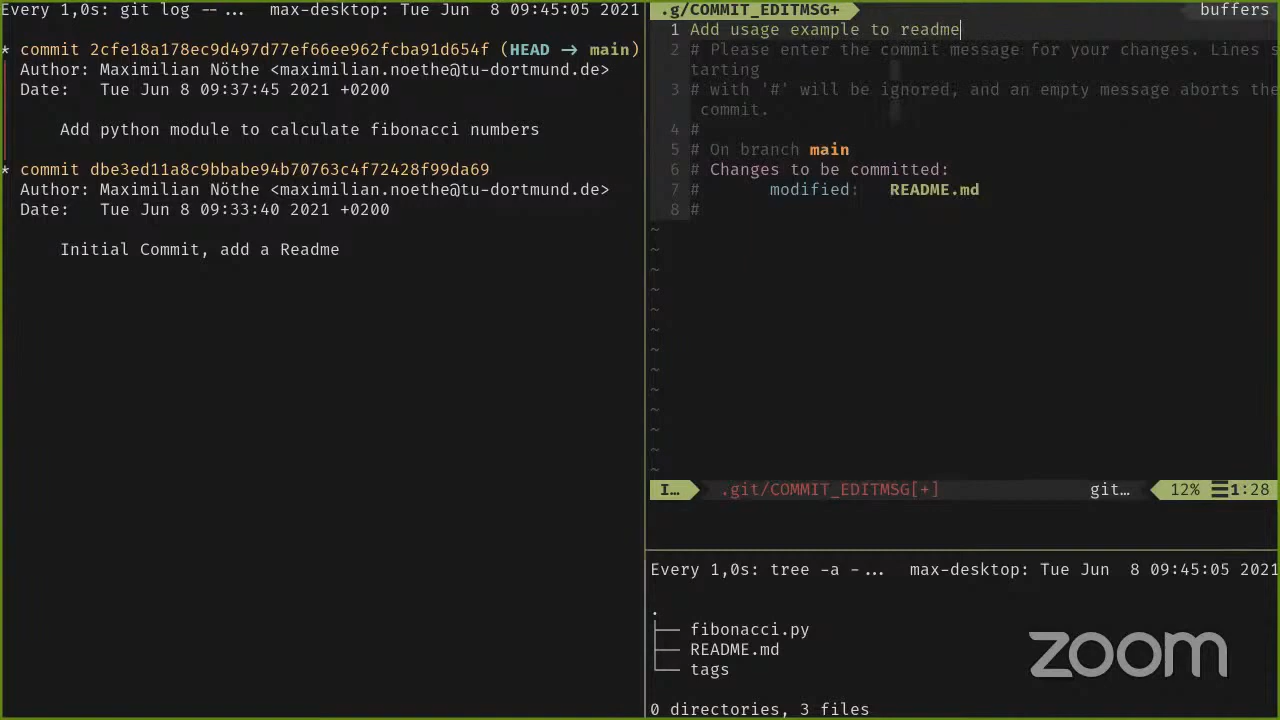 Every 1,0s: git log --... max-desktop: Tue Jun 8 09:45:05 2021
* commit 2cfe18a178ec9d497d77ef66ee962fcba91d654f (HEAD -> main)
Author: Maximilian Nöthe <maximilian.noethe@tu-dortmund.de>
Date: Tue Jun 8 09:37:45 2021 +0200
Add python module to calculate fibonacci numbers
* commit dbe3ed11a8c9bbabe94b70763c4f72428f99da69
Author: Maximilian Nöthe <maximilian.noethe@tu-dortmund.de>
Date: Tue Jun 8 09:33:40 2021 +0200
Initial Commit, add a Readme
.g/COMMIT_EDITMSG+ buffers
1 Add usage example to readme
2 # Please enter the commit message for your changes. Lines s
tarting
3 # with '#' will be ignored, and an empty message aborts the
commit.
4 #
5 # On branch main
6 # Changes to be committed:
7 # modified: README.md
8 #
~
~
~
~
~
~
~
~
~
~
~
~
~
I... .git/COMMIT_EDITMSG[+] git... 12% ☰1:28
Every 1,0s: tree -a -... max-desktop: Tue Jun 8 09:45:05 2021
.
├── fibonacci.py
├── README.md
└── tags
0 directories, 3 files
zoom